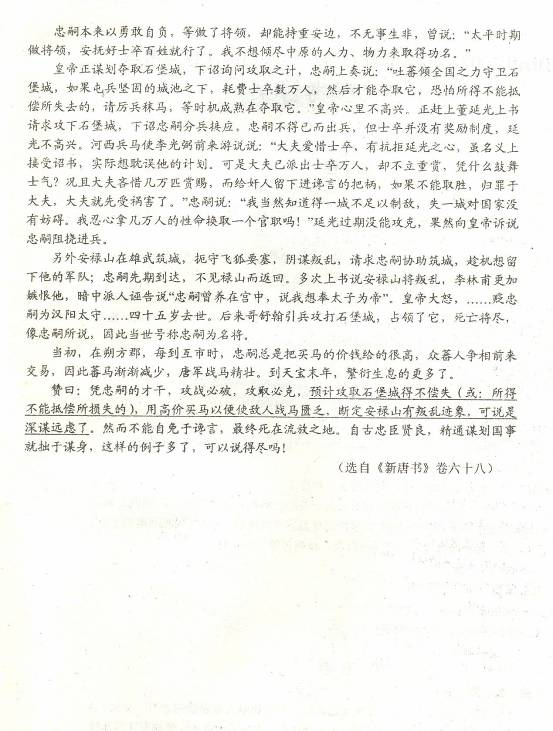 忠嗣本来以勇敢自负，等做了将领，却能持重安边，不无事生非，曾说：“太平时期
做将领，安抚好士卒百姓就行了。我不想倾尽中原的人力、物力来取得功名。”
皇帝正谋划夺取石堡城，下诏询问攻取之计，忠嗣上奏说：“吐蕃倾全国之力守卫石
堡城，如果屯兵坚固的城池之下，耗费士卒数万人，然后才能夺取它，恐怕所得不能抵
偿所失去的，请厉兵秣马，等时机成熟在夺取它。”皇帝心里不高兴。正赶上董延光上书
请求攻下石堡城，下诏忠嗣分兵接应，忠嗣不得已而出兵，但士卒并没有奖励制度，延
光不高兴。河西兵马使李光弼前来游说说：“大夫爱惜士卒，有抗拒延光之心，虽名义上
接受诏书，实际想耽误他的计划。可是大夫已派出士卒万人，却不立重赏，凭什么鼓舞
士气？况且大夫吝惜几万匹赏赐，而给奸人留下进谗言的把柄，如果不能取胜，归罪于
大夫，大夫就先受祸害了。”忠嗣说：“我当然知道得一城不足以制敌，失一城对国家没
有妨碍。我忍心拿几万人的性命换取一个官职吗！”延光过期没能攻克，果然向皇帝诉说
忠嗣阻挠进兵。
另外安禄山在雄武筑城，扼守飞狐要塞，阴谋叛乱，请求忠嗣协助筑城，趁机想留
下他的军队；忠嗣先期到达，不见禄山而返回。多次上书说安禄山将叛乱，李林甫更加
嫉恨他，暗中派人诬告说“忠嗣曾养在宫中，说我想奉太子为帝”。皇帝大怒，……贬忠
嗣为汉阳太守……四十五岁去世。后来哥舒翰引兵攻打石堡城，占领了它，死亡将尽，
像忠嗣所说，因此当世号称忠嗣为名将。
当初，在朔方郡，每到互市时，忠嗣总是把买马的价钱给的很高，众蕃人争相前来
交易，因此蕃马渐渐减少，唐军战马精壮。到天宝末年，繁衍生息的更多了。
赞曰：凭忠嗣的才干，攻战必破，攻取必克，预计攻取石堡城得不偿失（或：所得
不能抵偿所损失的），用高价买马以便使敌人战马匮乏，断定安禄山有叛乱迹象，可说是
深谋远虑了。然而不能自免于谗言，最终死在流放之地。自古忠臣贤良，精通谋划国事
就拙于谋身，这样的例子多了，可以说得尽吗！
（选自《新唐书》卷六十八）